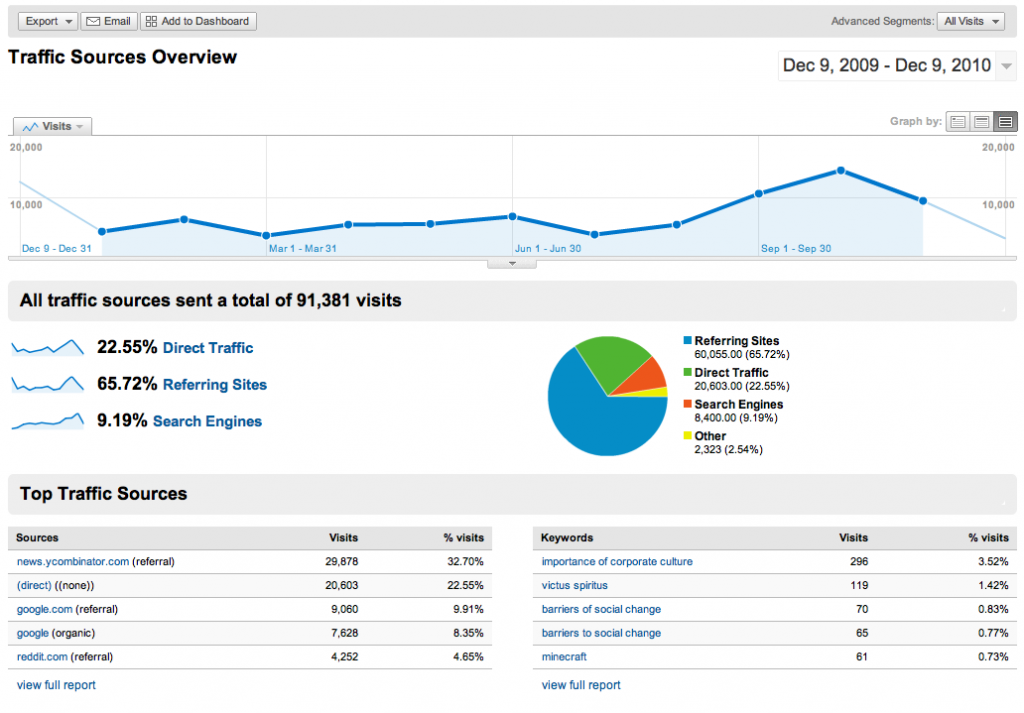 Export Email Add to Dashboard Advanced Segments: All Visits
Traffic Sources Overview
Dec 9, 2009 - Dec 9, 2010
Visits Graph by:
20,000 20,000
10,000 10,000
Dec 9 - Dec 31 Mar 1 - Mar 31 Jun 1 - Jun 30 Sep 1 - Sep 30
All traffic sources sent a total of 91,381 visits
22.55% Direct Traffic
65.72% Referring Sites
9.19% Search Engines
Referring Sites
60,055.00 (65.72%)
Direct Traffic
20,603.00 (22.55%)
Search Engines
8,400.00 (9.19%)
Other
2,323 (2.54%)
Top Traffic Sources
Sources Visits % visits
news.ycombinator.com (referral) 29,878 32.70%
(direct) ((none)) 20,603 22.55%
google.com (referral) 9,060 9.91%
google (organic) 7,628 8.35%
reddit.com (referral) 4,252 4.65%
view full report
Keywords Visits % visits
importance of corporate culture 296 3.52%
victus spiritus 119 1.42%
barriers of social change 70 0.83%
barriers to social change 65 0.77%
minecraft 61 0.73%
view full report